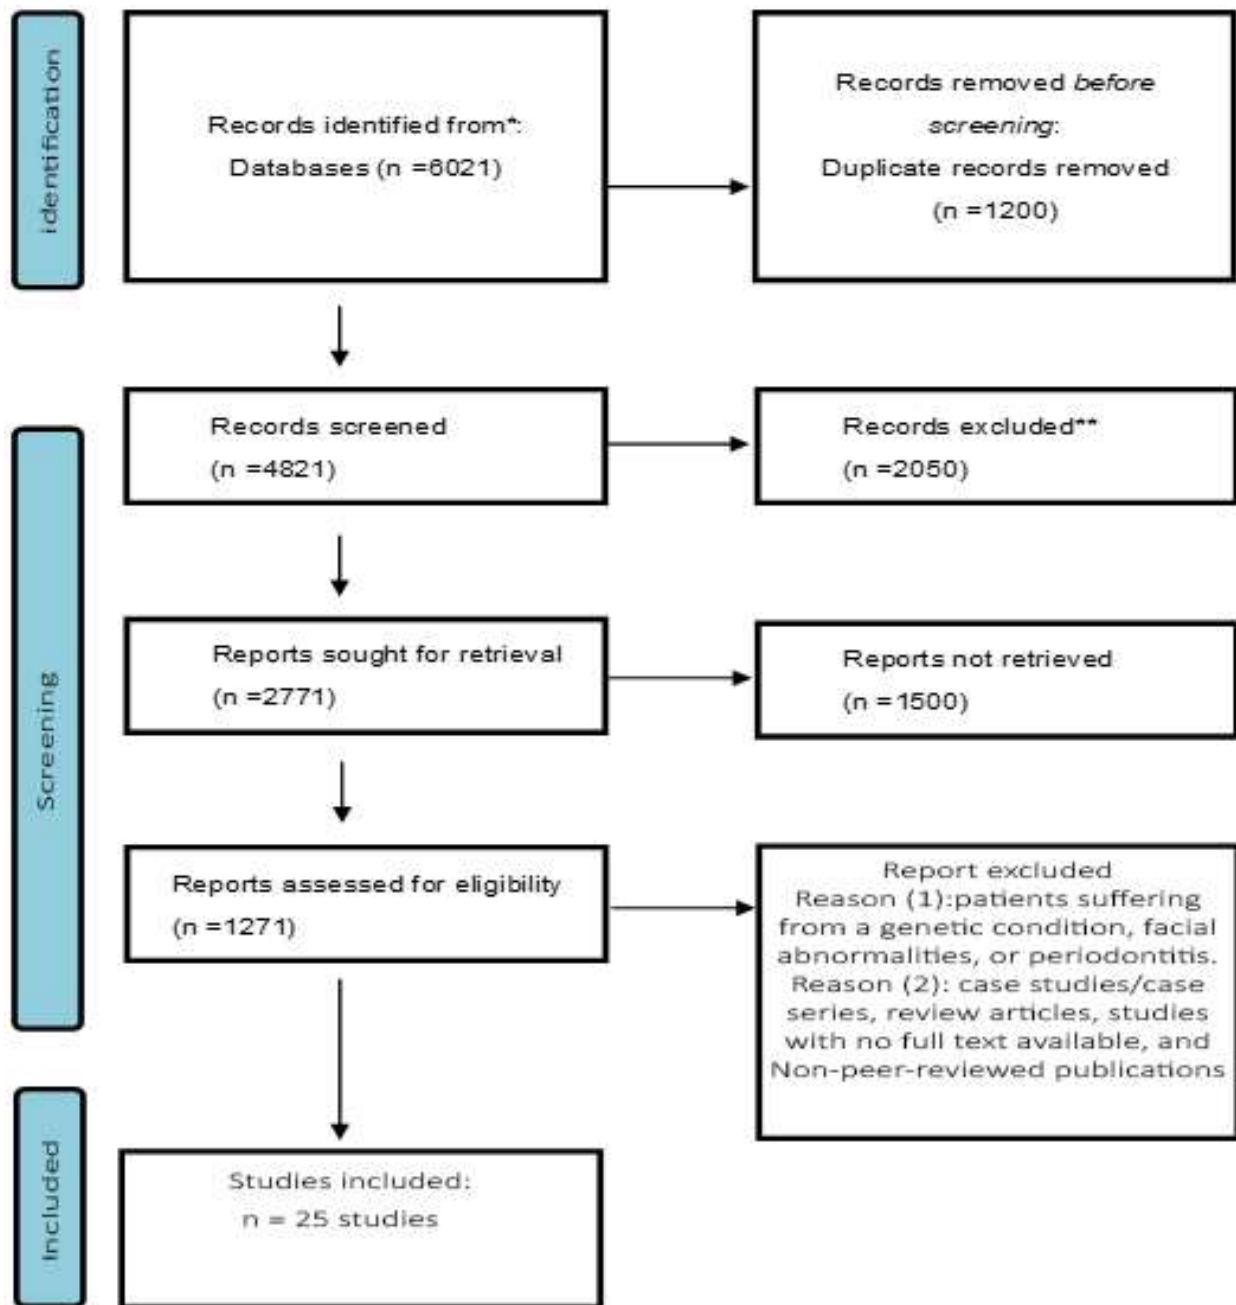 identification
Records identified from*:
Databases (n =6021)
Records removed before
screening:
Duplicate records removed
(n =1200)
Screening
Records screened
(n =4821)
Records excluded**
(n =2050)
Reports sought for retrieval
(n =2771)
Reports not retrieved
(n =1500)
Reports assessed for eligibility
(n =1271)
Report excluded
Reason (1):patients suffering
from a genetic condition, facial
abnormalities, or periodontitis.
Reason (2): case studies/case
series, review articles, studies
with no full text available, and
Non-peer-reviewed publications
Included
Studies included:
n = 25 studies